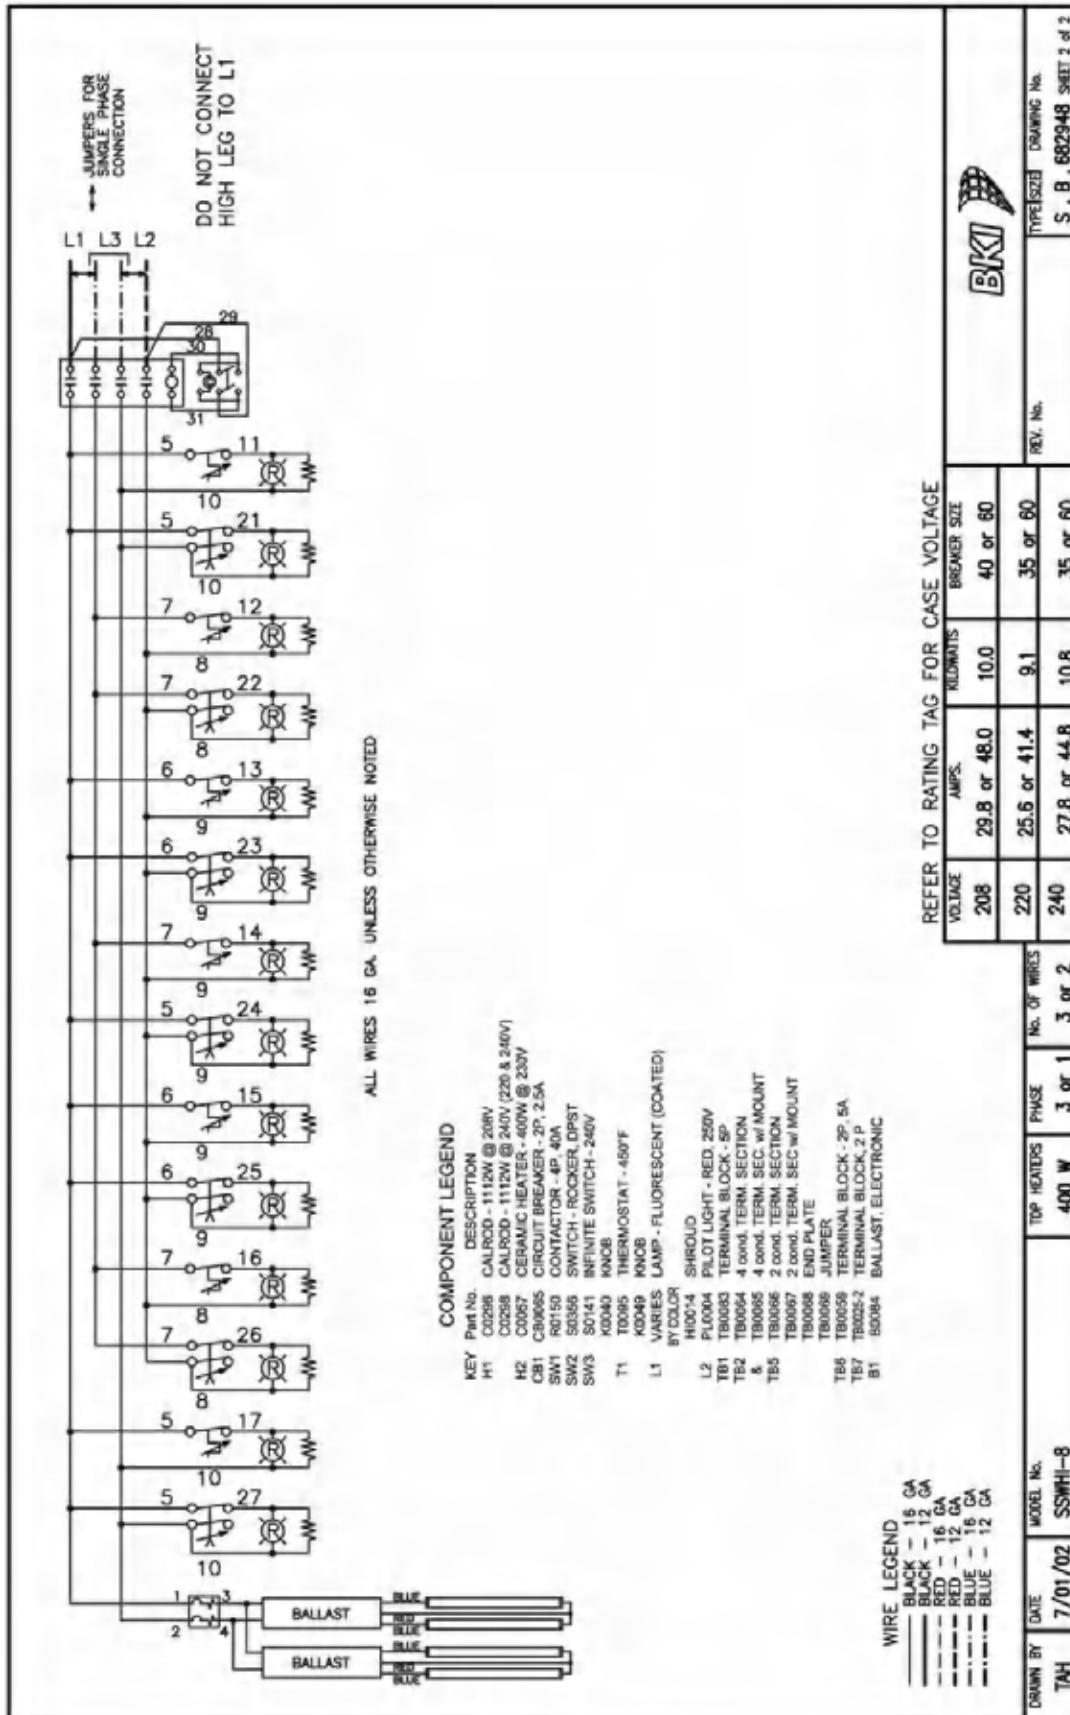 JUMPERS FOR
SINGLE PHASE
CONNECTION
L1 L3 L2
DO NOT CONNECT
HIGH LEG TO L1
29
28
30
31
5 11
10
5 21
10
7 12
8
7 22
8
6 13
9
6 23
9
7 14
9
5 24
9
6 15
9
6 25
9
7 16
8
7 26
8
5 17
10
5 27
10
R R R R R R R R R R R R R R
1 3
2 4
BALLAST
BLUE
RED
BLUE
BALLAST
BLUE
RED
BLUE
ALL WIRES 16 GA. UNLESS OTHERWISE NOTED
COMPONENT LEGEND
KEY Part No. DESCRIPTION
H1 C0296 CALROD - 1112W @ 208V
C0298 CALROD - 1112W @ 240V (220 & 240V)
H2 C0057 CERAMIC HEATER - 400W @ 230V
CB1 CB0065 CIRCUIT BREAKER - 2P, 2.5A
SW1 R0150 CONTACTOR - 4P, 40A
SW2 S0356 SWITCH - ROCKER, DPST
SW3 S0141 INFINITE SWITCH - 240V
K0040 KNOB
T1 T0095 THERMOSTAT - 450°F
K0049 KNOB
L1 VARIES LAMP - FLUORESCENT (COATED)
BY COLOR
HI0014 SHROUD
L2 PL0004 PILOT LIGHT - RED, 250V
TB1 TB0083 TERMINAL BLOCK - 5P
TB2 TB0064 4 cond. TERM. SECTION
& TB0065 4 cond. TERM. SEC. w/ MOUNT
TB5 TB0066 2 cond. TERM. SECTION
TB0067 2 cond. TERM. SEC w/ MOUNT
TB0068 END PLATE
TB0069 JUMPER
TB6 TB0059 TERMINAL BLOCK - 2P, 5A
TB7 TB0025-2 TERMINAL BLOCK, 2 P
B1 B0084 BALLAST, ELECTRONIC
WIRE LEGEND
BLACK - 16 GA
BLACK - 12 GA
RED - 16 GA
RED - 12 GA
BLUE - 16 GA
BLUE - 12 GA
REFER TO RATING TAG FOR CASE VOLTAGE
VOLTAGE AMPS. KILOWATTS BREAKER SIZE
208 29.8 or 48.0 10.0 40 or 60
220 25.6 or 41.4 9.1 35 or 60
240 27.8 or 44.8 10.8 35 or 60
BKI
DRAWN BY DATE MODEL No. TOP HEATERS PHASE No. OF WIRES REV. No. TYPE SIZE DRAWING No.
TAH 7/01/02 SSWHI-8 400 W 3 or 1 3 or 2 S . B . 682948 SHEET 2 of 2